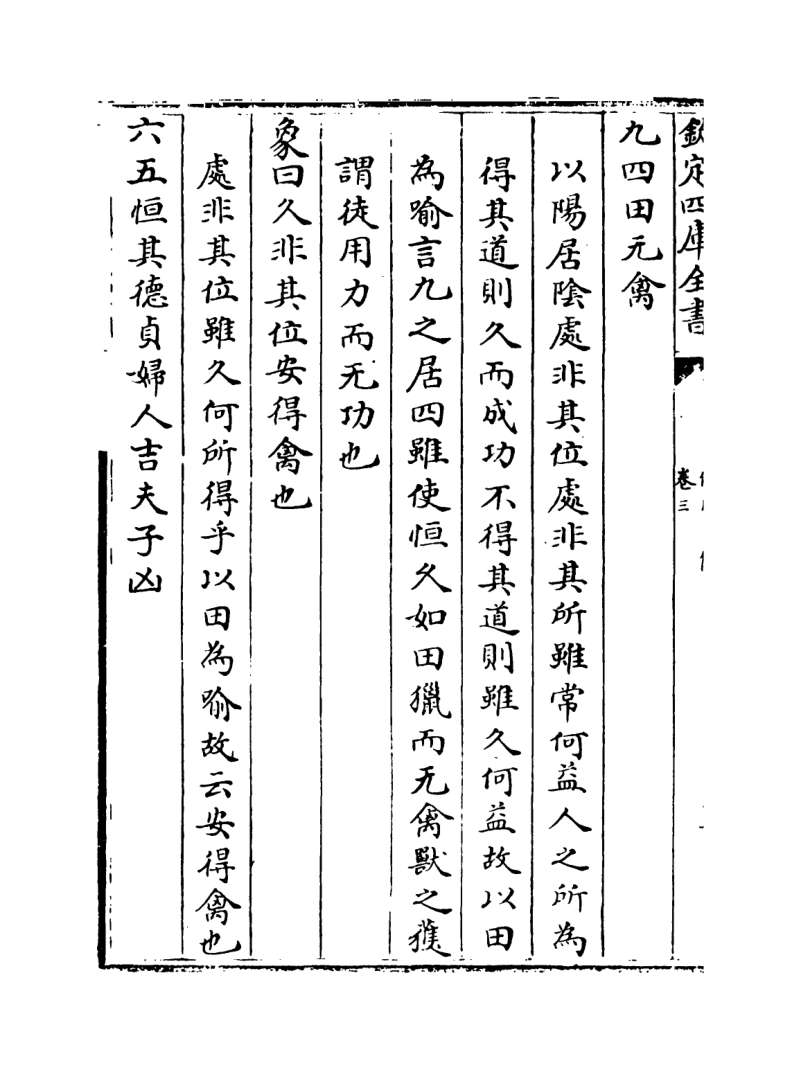 欽定四庫全書
卷三
九四田无禽
以陽居陰處非其位處非其所雖常何益人之所為
得其道則久而成功不得其道則雖久何益故以田
為喻言九之居四雖使恒久如田獵而无禽獸之獲
謂徒用力而无功也
象曰久非其位安得禽也
處非其位雖久何所得乎以田為喻故云安得禽也
六五恒其德貞婦人吉夫子凶